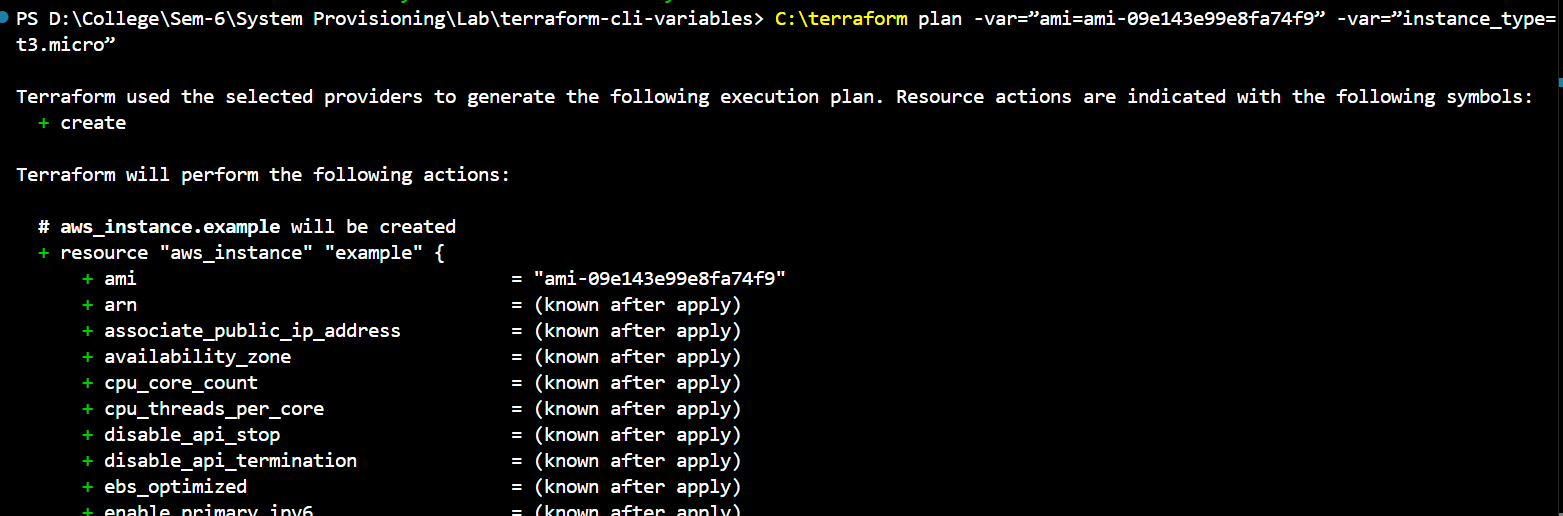 PS D:\College\Sem-6\System Provisioning\Lab\terraform-cli-variables> C:\terraform plan -var=”ami=ami-09e143e99e8fa74f9” -var=”instance_type=
t3.micro”
Terraform used the selected providers to generate the following execution plan. Resource actions are indicated with the following symbols:
+ create
Terraform will perform the following actions:
# aws_instance.example will be created
+ resource "aws_instance" "example" {
+ ami = "ami-09e143e99e8fa74f9"
+ arn = (known after apply)
+ associate_public_ip_address = (known after apply)
+ availability_zone = (known after apply)
+ cpu_core_count = (known after apply)
+ cpu_threads_per_core = (known after apply)
+ disable_api_stop = (known after apply)
+ disable_api_termination = (known after apply)
+ ebs_optimized = (known after apply)
+ enable_primary_ipv6 = (known after apply)